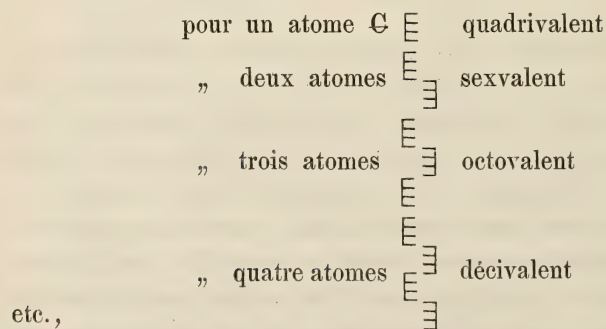 pour un atome C quadrivalent
„ deux atomes sexvalent
„ trois atomes octovalent
„ quatre atomes décivalent
etc.,